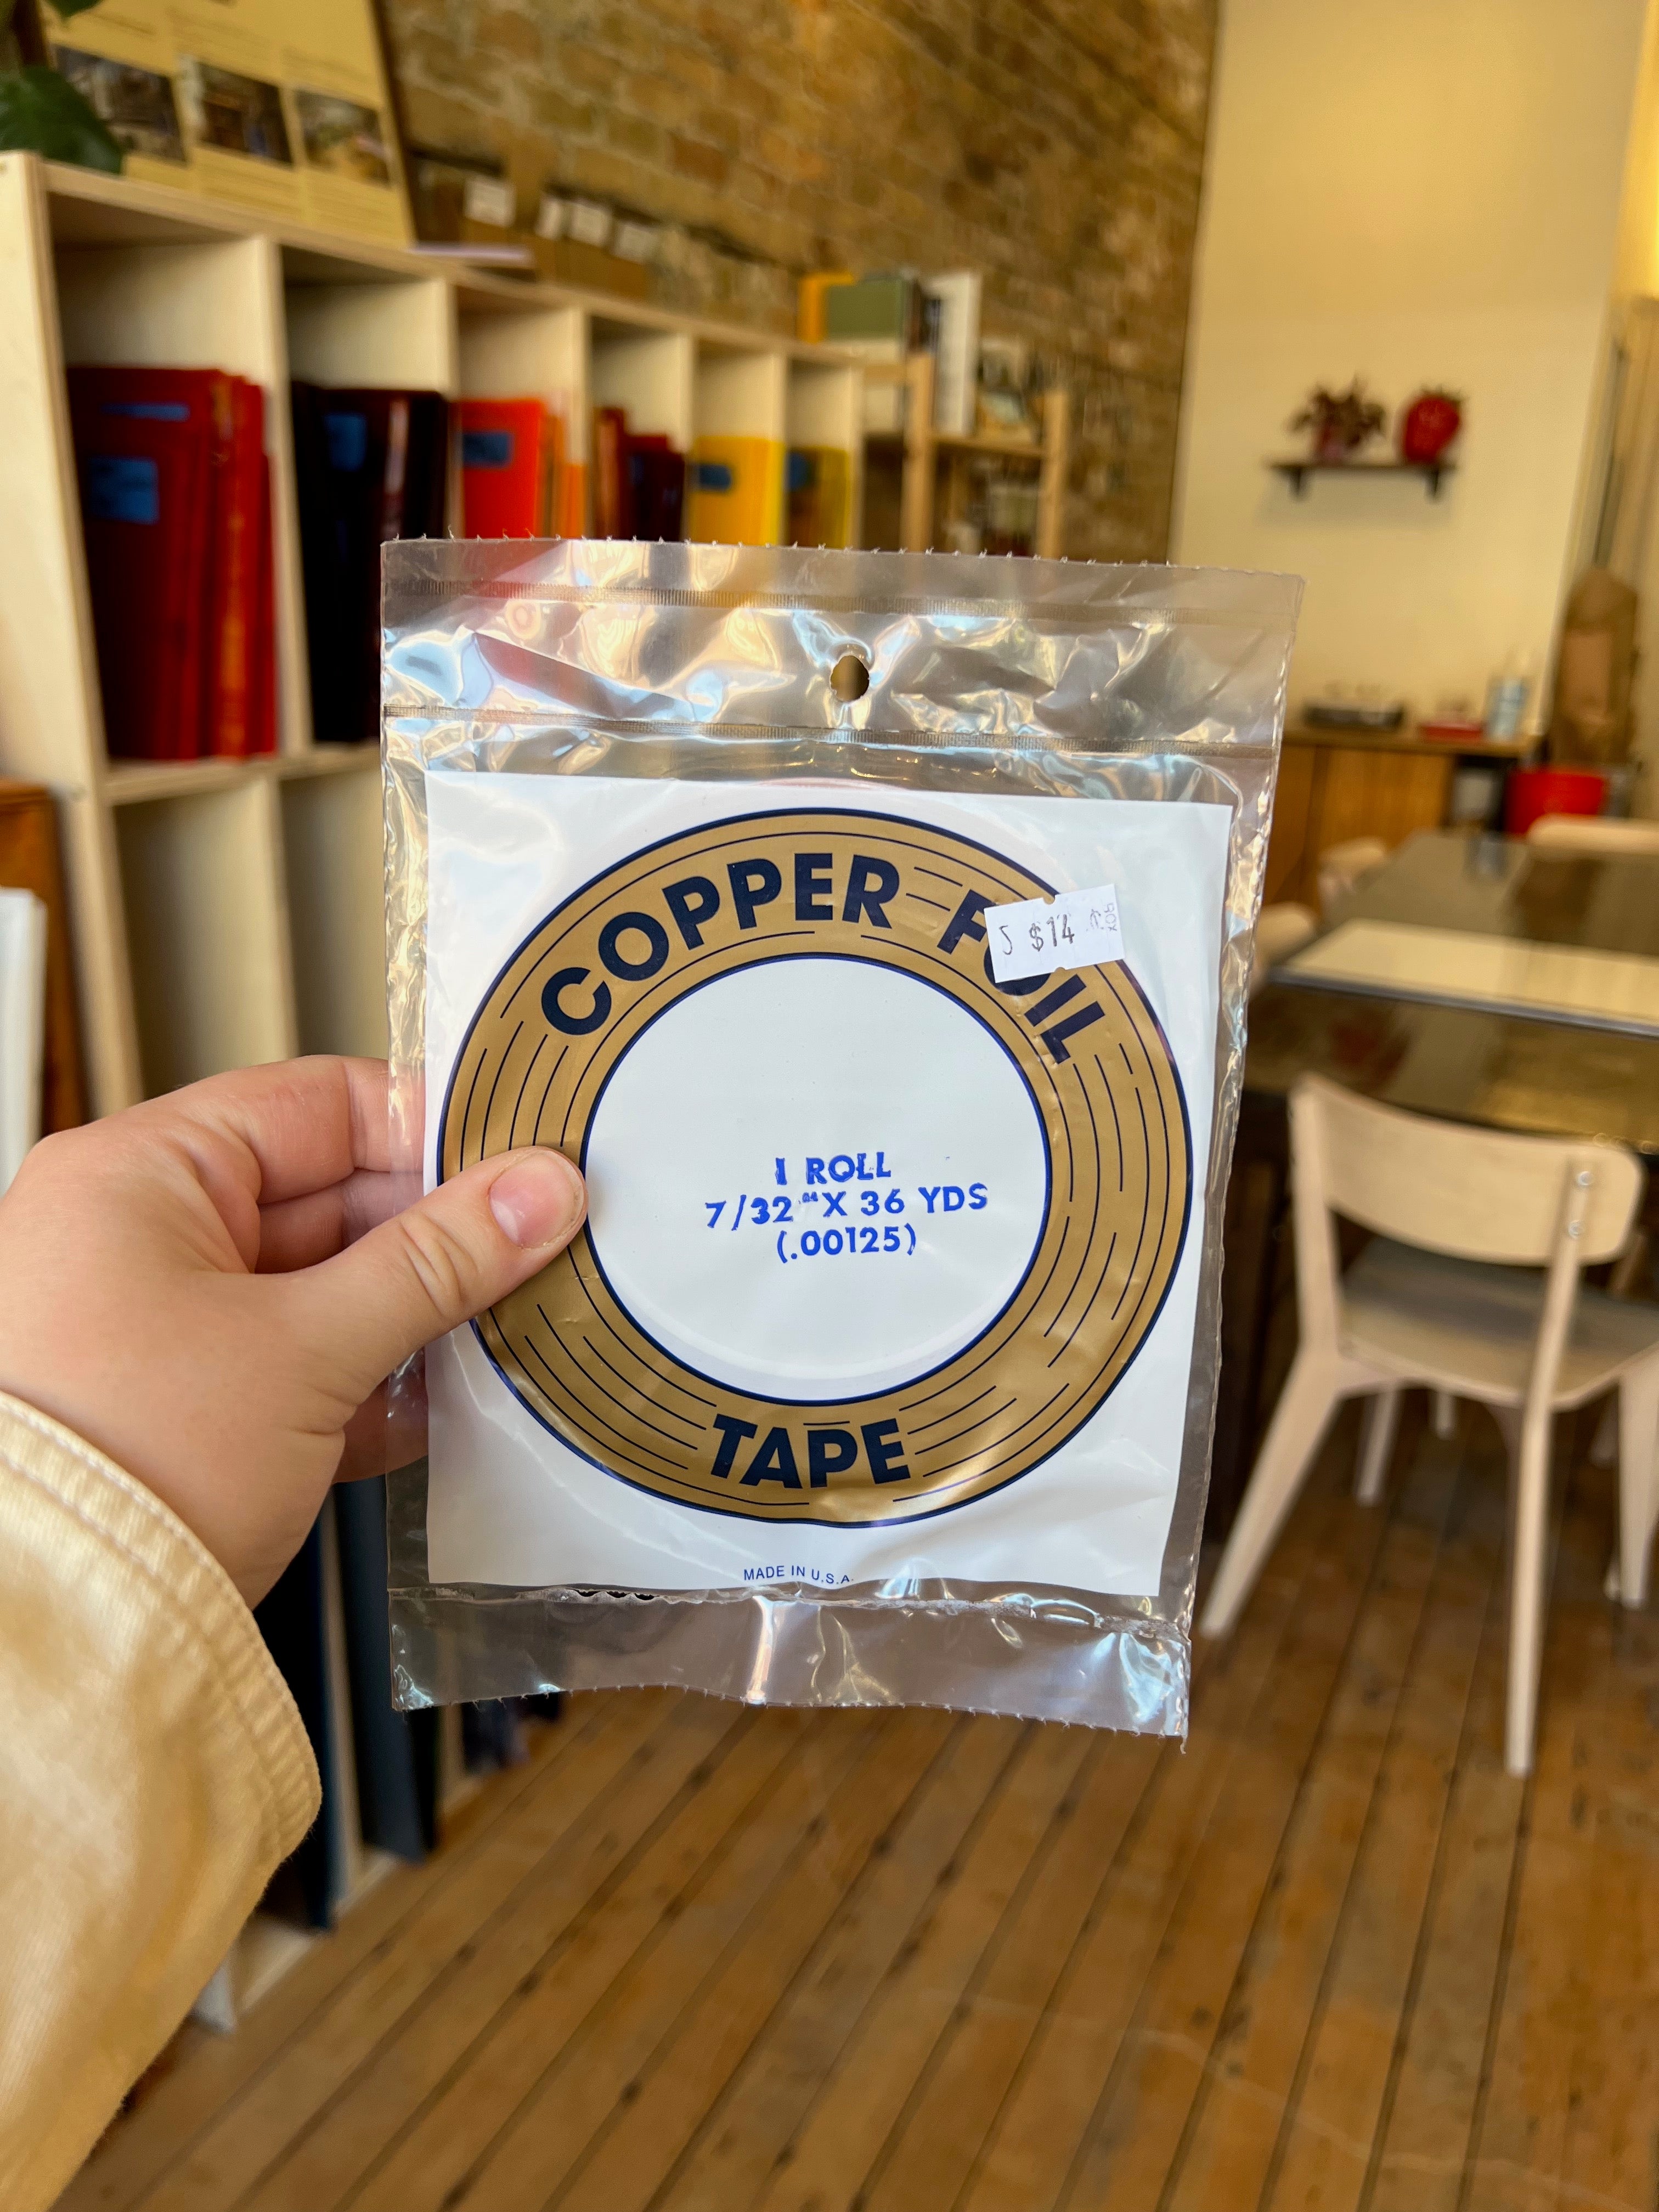 COPPER FOIL
$14
1 ROLL
7/32" X 36 YDS
(.00125)
TAPE
MADE IN U.S.A.